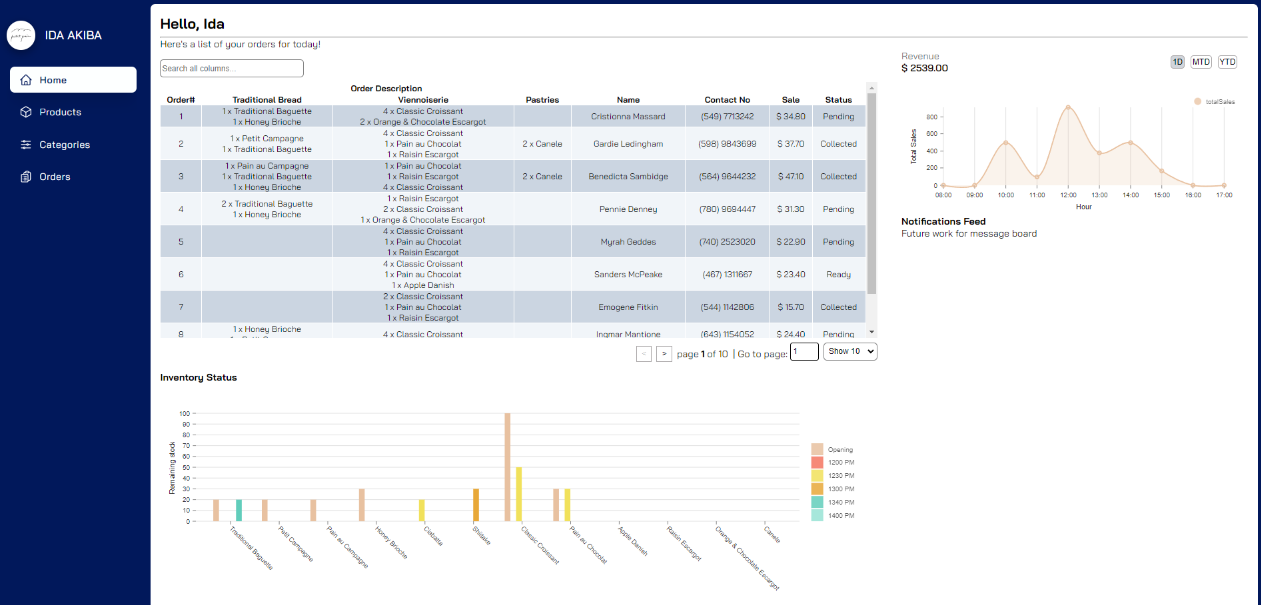 IDA AKIBA
Home
Products
Categories
Orders
Hello, Ida
Here's a list of your orders for today!
Search all columns...
Order Description
Order# Traditional Bread Viennoiserie Pastries Name Contact No Sale Status
1 1 x Traditional Baguette 4 x Classic Croissant Cristionna Massard (549) 7713242 $ 34.80 Pending
1 x Honey Brioche 2 x Orange & Chocolate Escargot
2 1 x Petit Campagne 4 x Classic Croissant 2 x Canele Gardie Ledingham (598) 9843699 $ 37.70 Collected
1 x Traditional Baguette 1 x Pain au Chocolat
1 x Raisin Escargot
3 1 x Pain au Campagne 1 x Pain au Chocolat 2 x Canele Benedicta Sambidge (564) 9644232 $ 47.10 Collected
1 x Traditional Baguette 1 x Raisin Escargot
1 x Honey Brioche 4 x Classic Croissant
4 2 x Traditional Baguette 1 x Raisin Escargot Pennie Denney (780) 9694447 $ 31.30 Pending
1 x Honey Brioche 2 x Classic Croissant
1 x Orange & Chocolate Escargot
5 4 x Classic Croissant Myrah Geddes (740) 2523020 $ 22.90 Pending
1 x Pain au Chocolat
1 x Raisin Escargot
6 4 x Classic Croissant Sanders McPeake (467) 1311667 $ 23.40 Ready
1 x Pain au Chocolat
1 x Apple Danish
7 2 x Classic Croissant Emogene Fitkin (544) 1142806 $ 15.70 Collected
1 x Pain au Chocolat
1 x Raisin Escargot
8 1 x Honey Brioche 4 x Classic Croissant Ingmar Mantione (643) 1154052 $ 24.40 Pending
< > page 1 of 10 | Go to page: 1 Show 10
Revenue
$ 2539.00
1D MTD YTD
totalSales
Total Sales
800
600
400
200
0
08:00 09:00 10:00 11:00 12:00 13:00 14:00 15:00 16:00 17:00
Hour
Notifications Feed
Future work for message board
Inventory Status
Remaining stock
100
90
80
70
60
50
40
30
20
10
0
Traditional Baguette
Petit Campagne
Pain au Campagne
Honey Brioche
Ciabatta
Classic Croissant
Pain au Chocolat
Apple Danish
Raisin Escargot
Orange & Chocolate Escargot
Canele
Opening
1200 PM
1230 PM
1300 PM
1340 PM
1400 PM